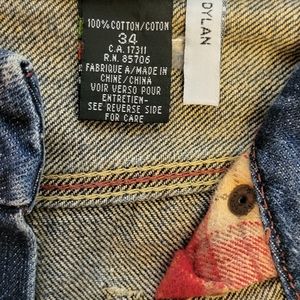 100% COTTON/COTON
34
C.A. 17311
R.N. 85706
FABRIQUE A/MADE IN
CHINE/CHINA
VOIR VERSO POUR
ENTRETIEN-
SEE REVERSE SIDE
FOR CARE
DYLAN